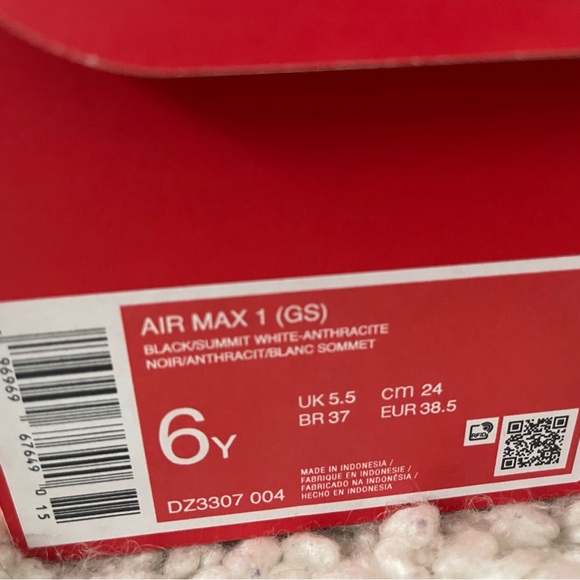 AIR MAX 1 (GS)
BLACK/SUMMIT WHITE-ANTHRACITE
NOIR/ANTHRACIT/BLANC SOMMET
6Y
UK 5.5 cm 24
BR 37 EUR 38.5
RFID
MADE IN INDONESIA /
FABRIQUE EN INDONESIE /
FABRICADO NA INDONÉSIA /
HECHO EN INDONESIA
DZ3307 004